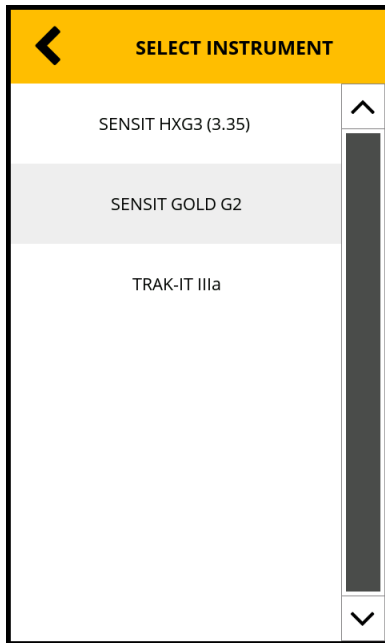 SELECT INSTRUMENT
SENSIT HXG3 (3.35)
SENSIT GOLD G2
TRAK-IT IIIa